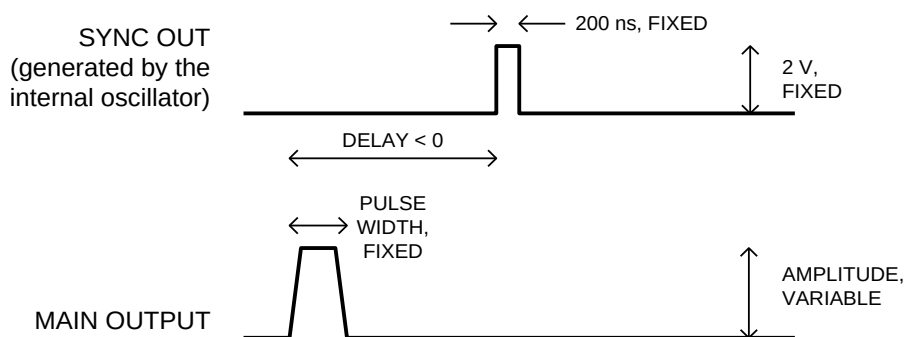 SYNC OUT
(generated by the
internal oscillator)
200 ns, FIXED
2 V,
FIXED
DELAY < 0
PULSE
WIDTH,
FIXED
AMPLITUDE,
VARIABLE
MAIN OUTPUT